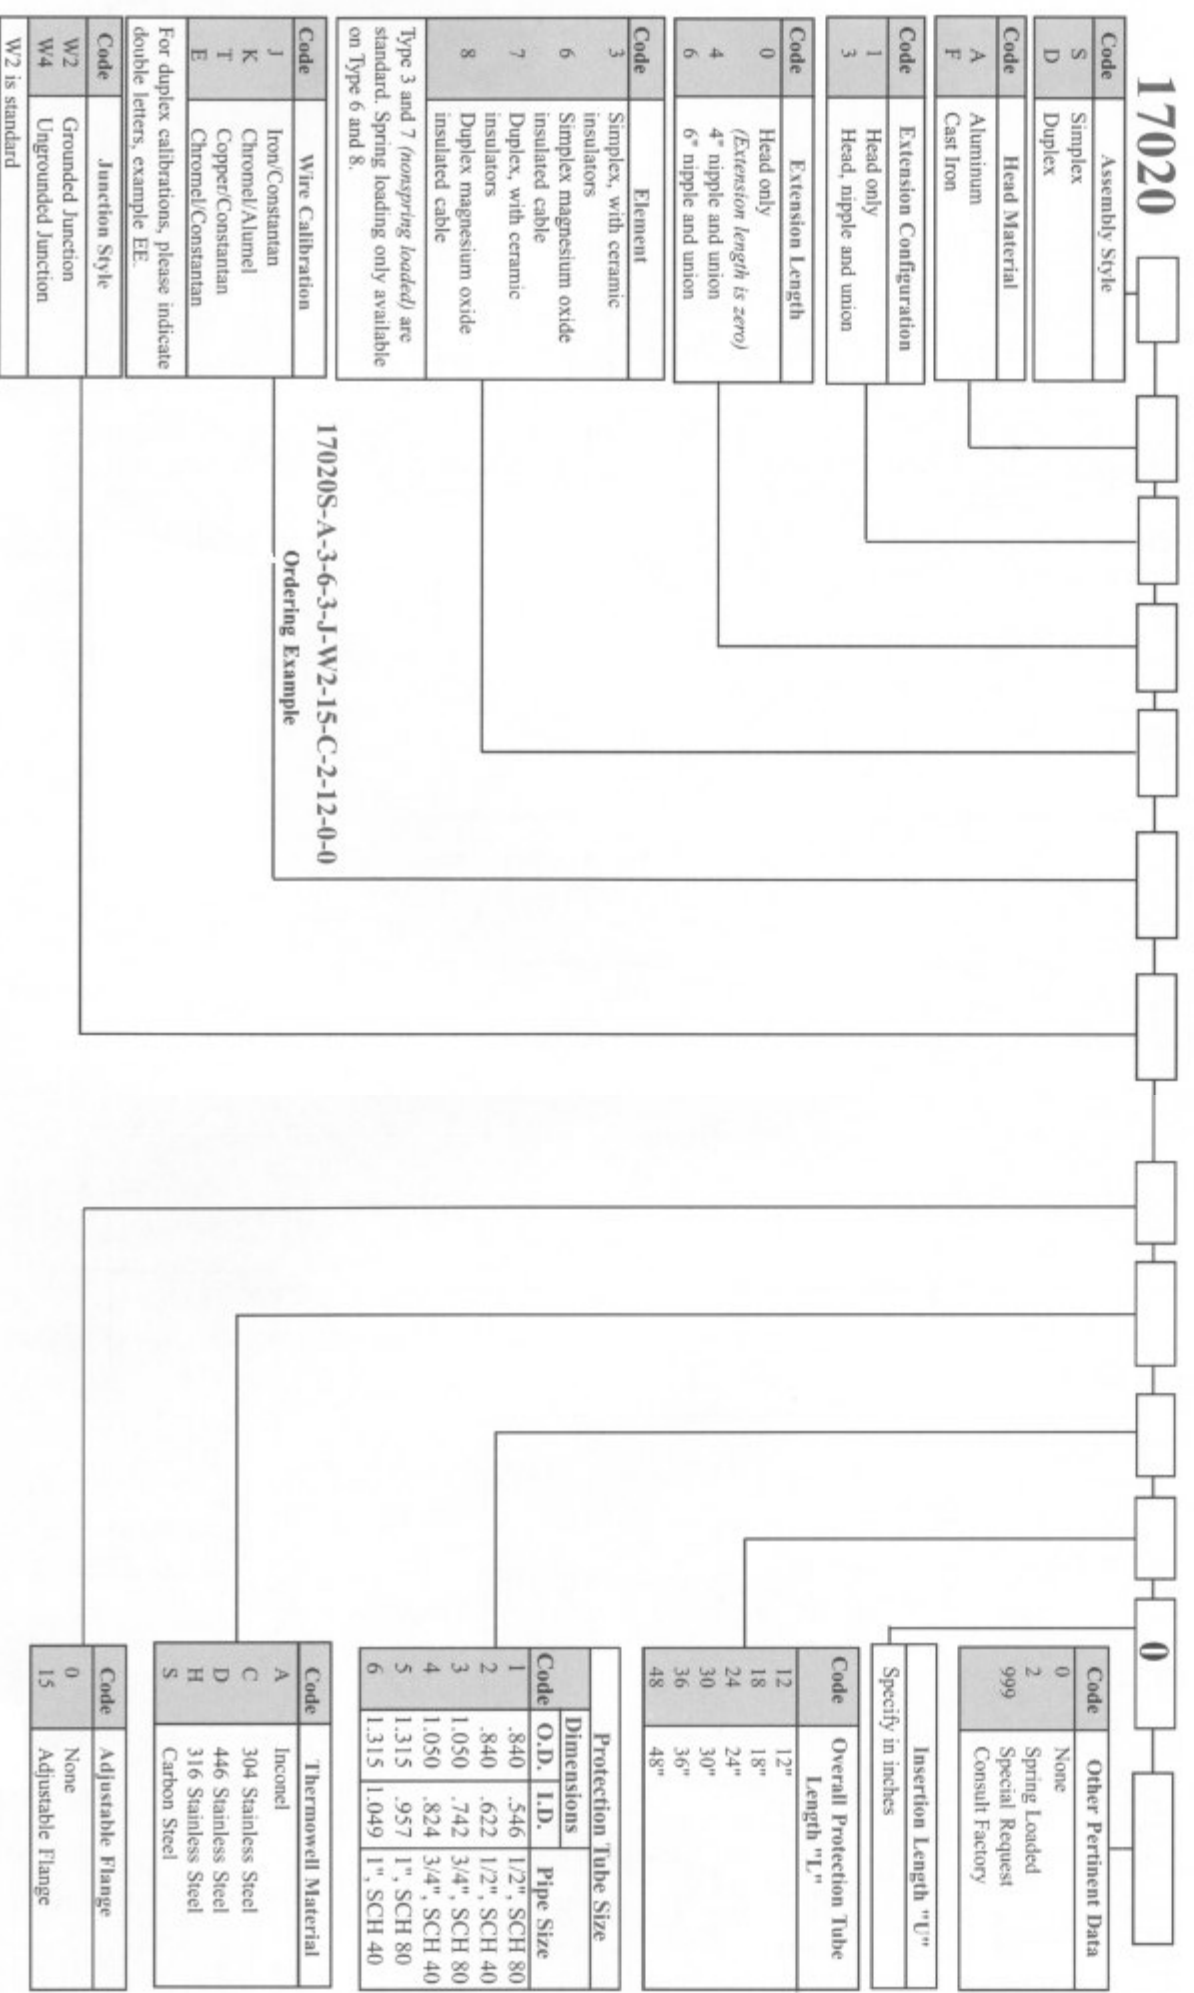 17020
0
Code Assembly Style
S Simplex
D Duplex
Code Head Material
A Aluminum
F Cast Iron
Code Extension Configuration
1 Head only
3 Head, nipple and union
Code Extension Length
0 Head only
(Extension length is zero)
4 4" nipple and union
6 6" nipple and union
Code Element
3 Simplex, with ceramic
insulators
6 Simplex magnesium oxide
insulated cable
7 Duplex, with ceramic
insulators
8 Duplex magnesium oxide
insulated cable
Type 3 and 7 (nonspring loaded) are
standard. Spring loading only available
on Type 6 and 8.
Code Wire Calibration
J Iron/Constantan
K Chromel/Alumel
T Copper/Constantan
E Chromel/Constantan
For duplex calibrations, please indicate
double letters, example EE.
Code Junction Style
W2 Grounded Junction
W4 Ungrounded Junction
W2 is standard
17020S-A-3-6-3-J-W2-15-C-2-12-0-0
Ordering Example
Code Other Pertinent Data
0 None
2 Spring Loaded
999 Special Request
Consult Factory
Insertion Length "U"
Specify in inches
Code Overall Protection Tube
Length "L"
12 12"
18 18"
24 24"
30 30"
36 36"
48 48"
Protection Tube Size
Dimensions
Code O.D. I.D. Pipe Size
1 .840 .546 1/2", SCH 80
2 .840 .622 1/2", SCH 40
3 1.050 .742 3/4", SCH 80
4 1.050 .824 3/4", SCH 40
5 1.315 .957 1", SCH 80
6 1.315 1.049 1", SCH 40
Code Thermowell Material
A Inconel
C 304 Stainless Steel
D 446 Stainless Steel
H 316 Stainless Steel
S Carbon Steel
Code Adjustable Flange
0 None
15 Adjustable Flange